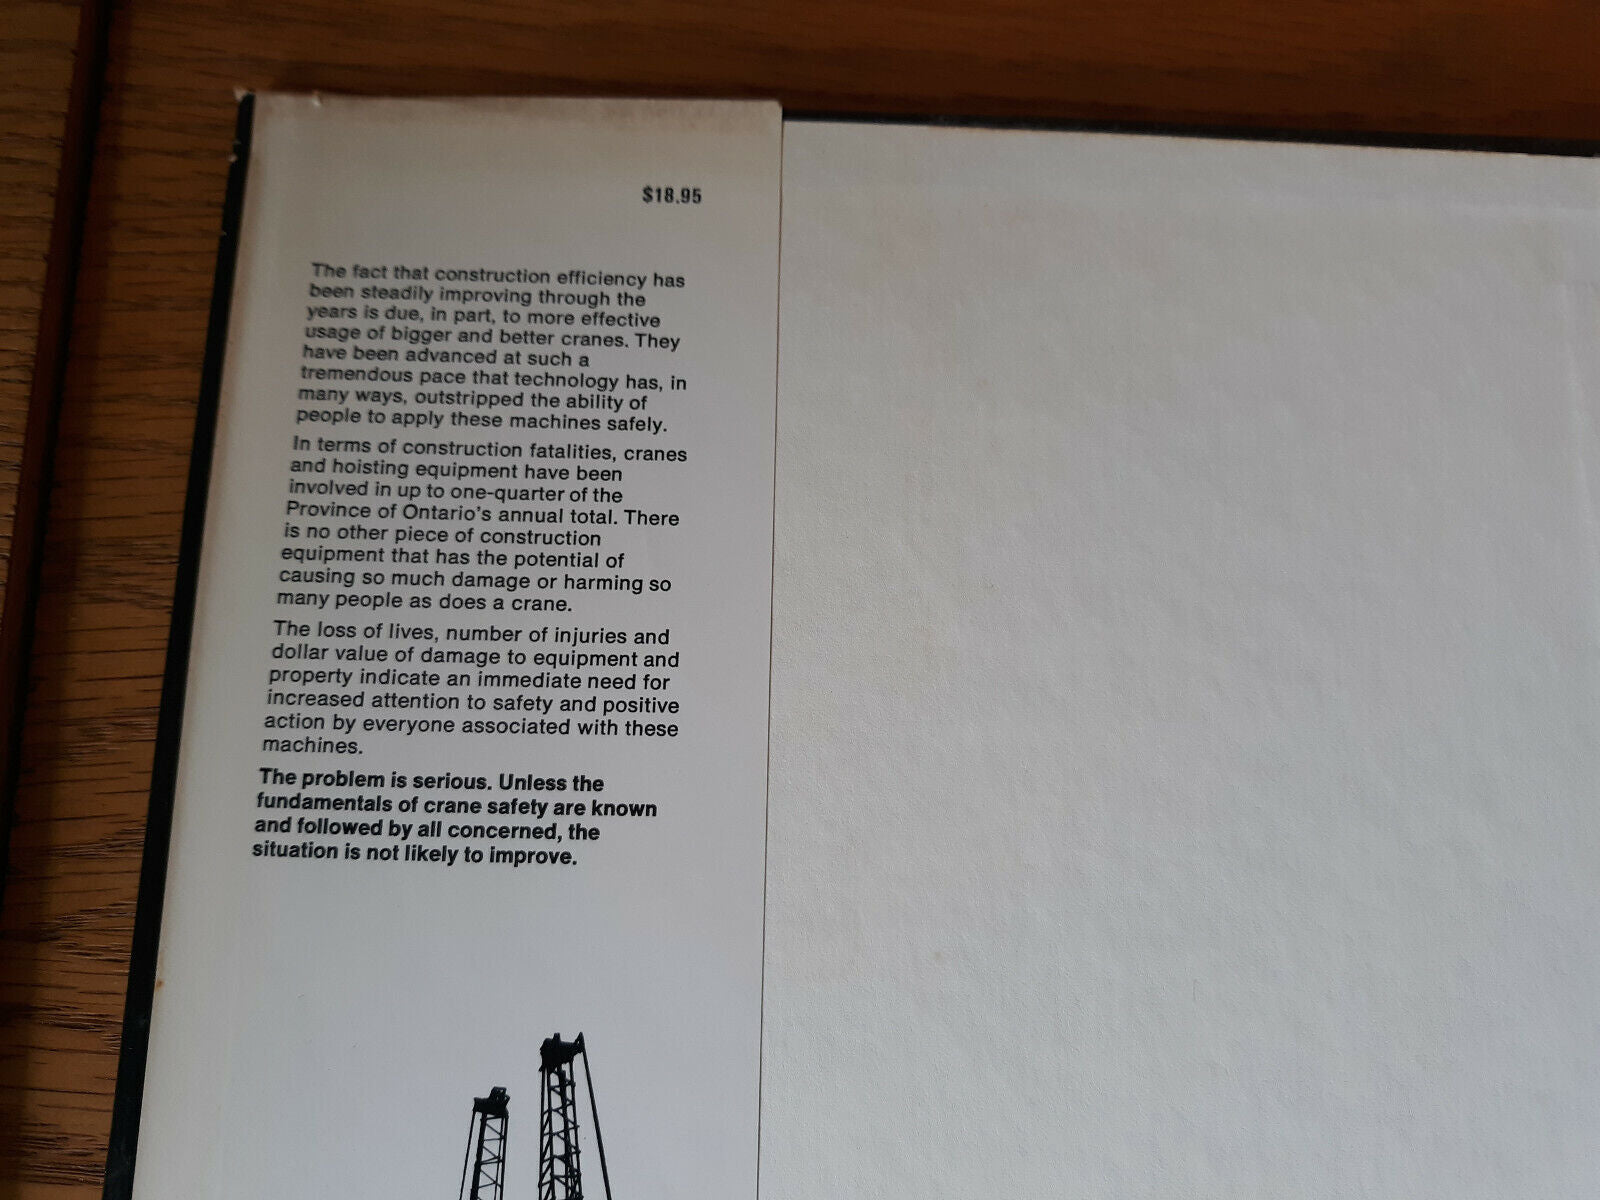 $18.95
The fact that construction efficiency has
been steadily improving through the
years is due, in part, to more effective
usage of bigger and better cranes. They
have been advanced at such a
tremendous pace that technology has, in
many ways, outstripped the ability of
people to apply these machines safely.
In terms of construction fatalities, cranes
and hoisting equipment have been
involved in up to one-quarter of the
Province of Ontario's annual total. There
is no other piece of construction
equipment that has the potential of
causing so much damage or harming so
many people as does a crane.
The loss of lives, number of injuries and
dollar value of damage to equipment and
property indicate an immediate need for
increased attention to safety and positive
action by everyone associated with these
machines.
The problem is serious. Unless the
fundamentals of crane safety are known
and followed by all concerned, the
situation is not likely to improve.